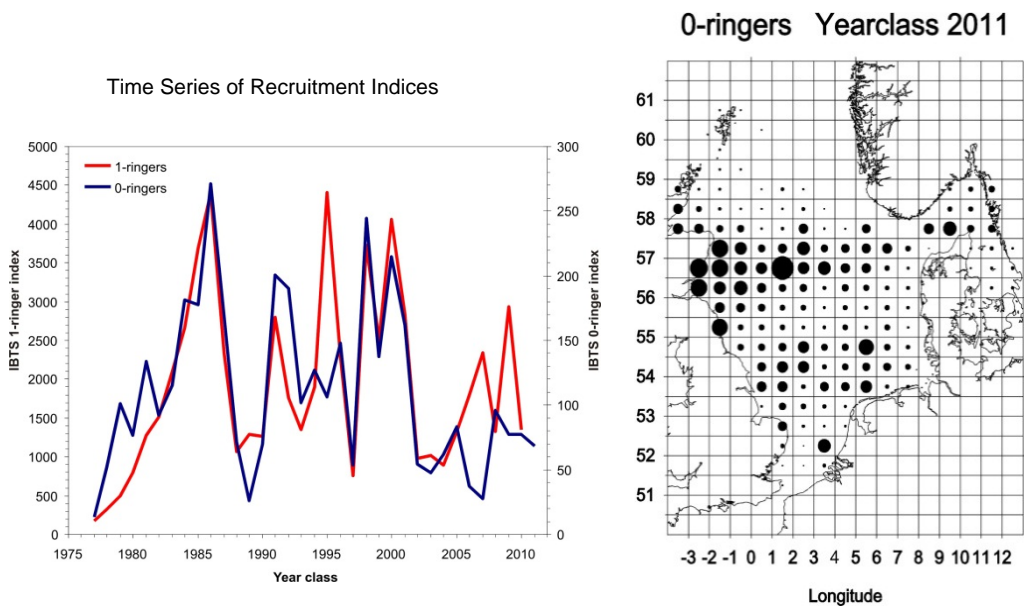 0-ringers Yearclass 2011
Time Series of Recruitment Indices
5000
4500
4000
3500
3000
2500
2000
1500
1000
500
0
IBTS 1-ringer index
1-ringers
0-ringers
300
250
200
150
100
50
0
IBTS 0-ringer index
1975 1980 1985 1990 1995 2000 2005 2010
Year class
61
60
59
58
57
56
55
54
53
52
51
-3 -2 -1 0 1 2 3 4 5 6 7 8 9 10 11 12
Longitude